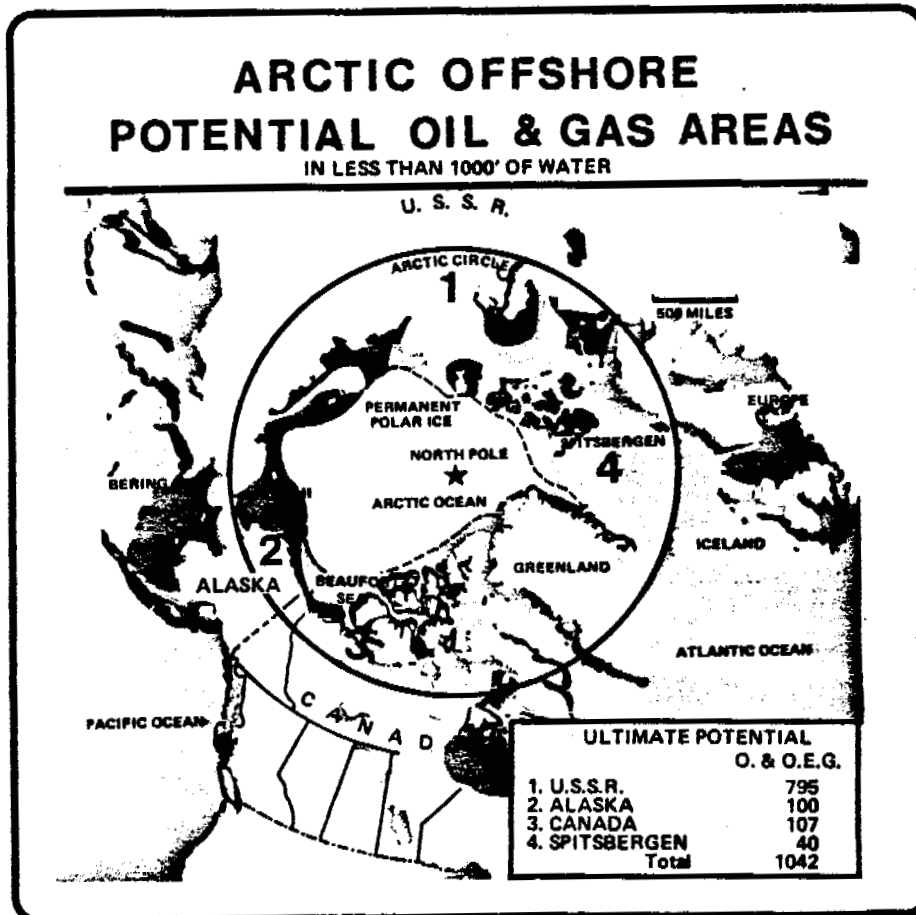 ARCTIC OFFSHORE
POTENTIAL OIL & GAS AREAS
IN LESS THAN 1000' OF WATER
U. S. S. R.
ARCTIC CIRCLE
1
500 MILES
PERMANENT
POLAR ICE
EUROPE
SPITSBERGEN
4
NORTH POLE
BERING
ARCTIC OCEAN
2
ICELAND
ALASKA
BEAUFORT
SEA
GREENLAND
ATLANTIC OCEAN
PACIFIC OCEAN
C A N A D
ULTIMATE POTENTIAL
O. & O.E.G.
1. U.S.S.R. 795
2. ALASKA 100
3. CANADA 107
4. SPITSBERGEN 40
Total 1042